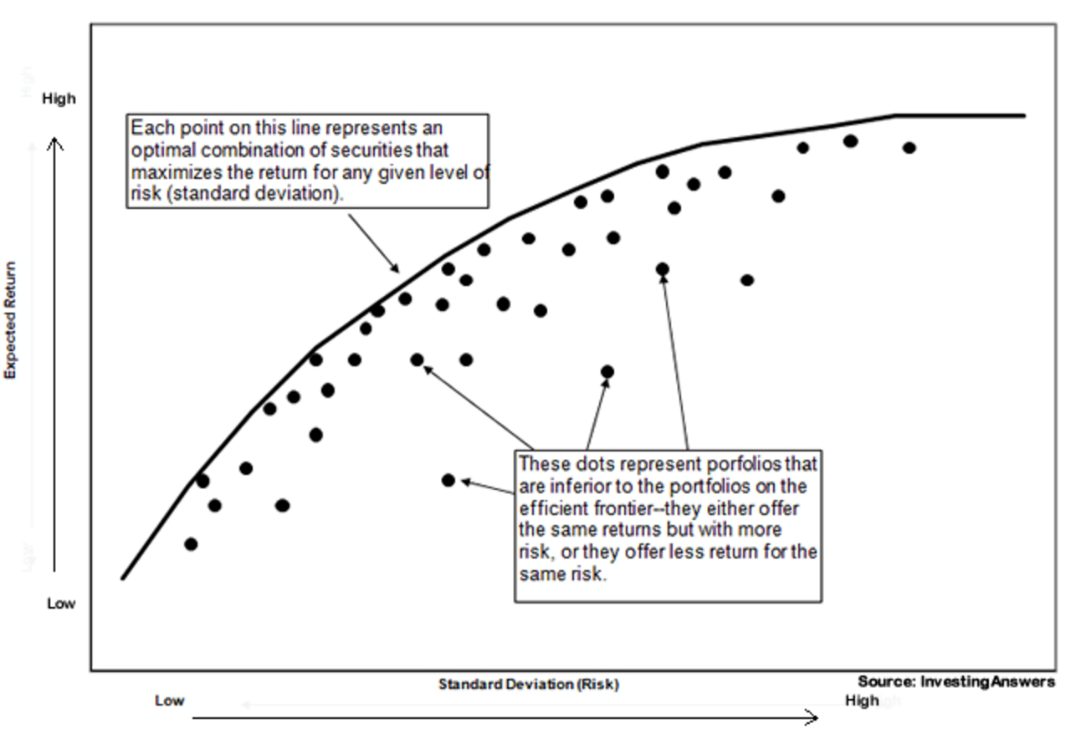 High
Each point on this line represents an
optimal combination of securities that
maximizes the return for any given level of
risk (standard deviation).
Expected Return
These dots represent porfolios that
are inferior to the portfolios on the
efficient frontier--they either offer
the same returns but with more
risk, or they offer less return for the
same risk.
Low
Standard Deviation (Risk)
Source: InvestingAnswers
Low
High